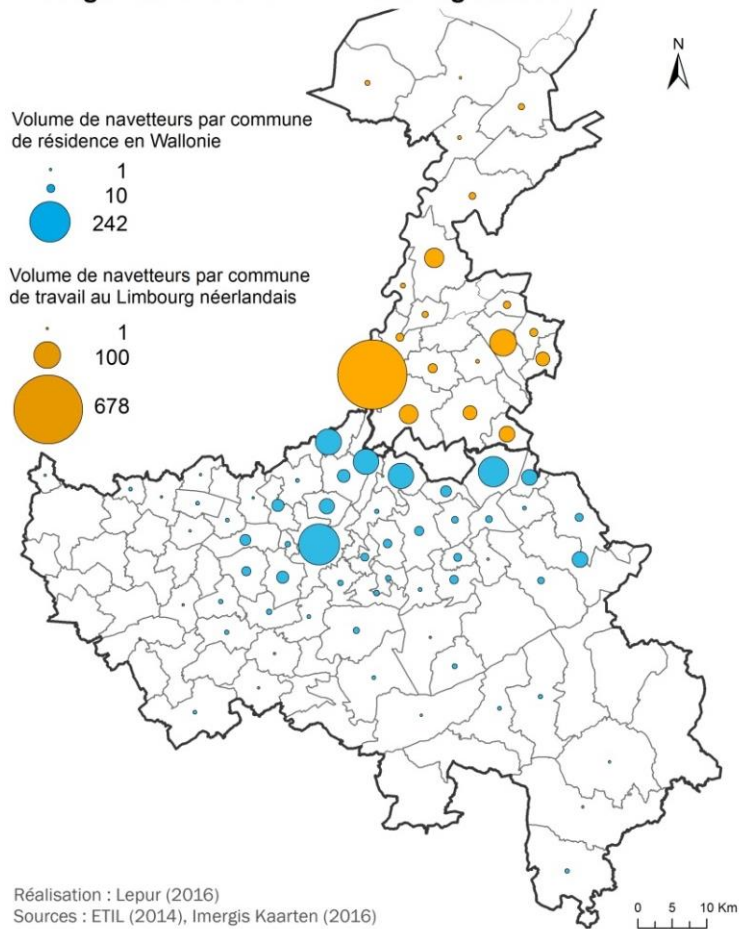 N
Volume de navetteurs par commune
de résidence en Wallonie
1
10
242
Volume de navetteurs par commune
de travail au Limbourg néerlandais
1
100
678
Réalisation : Lepur (2016)
Sources : ETIL (2014), Imergis Kaarten (2016)
0 5 10 Km